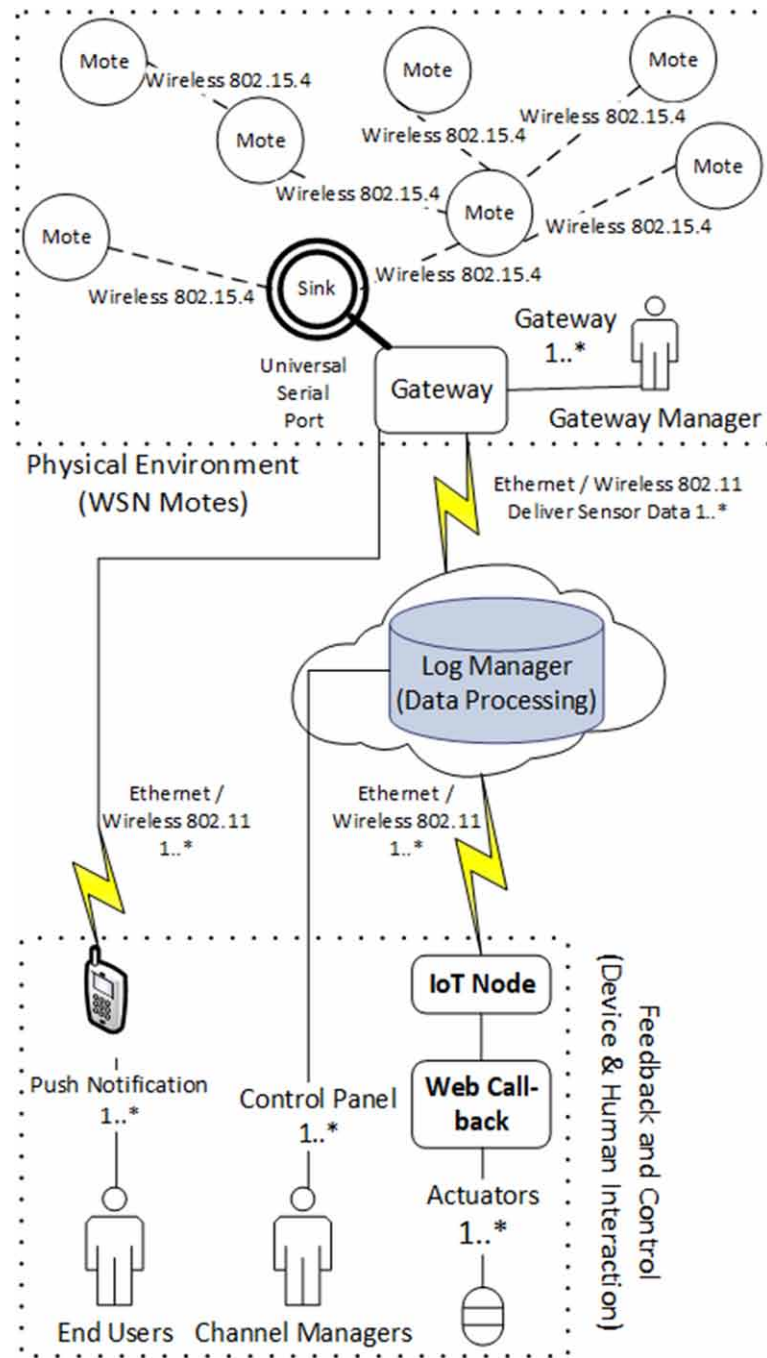 Mote
Wireless 802.15.4
Mote
Mote
Wireless 802.15.4
Mote
Wireless 802.15.4
Mote
Wireless 802.15.4
Mote
Wireless 802.15.4
Mote
Wireless 802.15.4
Sink
Wireless 802.15.4
Universal
Serial
Port
Gateway
Gateway
1..*
Gateway Manager
Physical Environment
(WSN Motes)
Ethernet / Wireless 802.11
Deliver Sensor Data 1..*
Log Manager
(Data Processing)
Ethernet /
Wireless 802.11
1..*
Ethernet /
Wireless 802.11
1..*
IoT Node
Push Notification
1..*
Control Panel
1..*
Web Call-
back
Actuators
1..*
End Users
Channel Managers
Feedback and Control
(Device & Human Interaction)